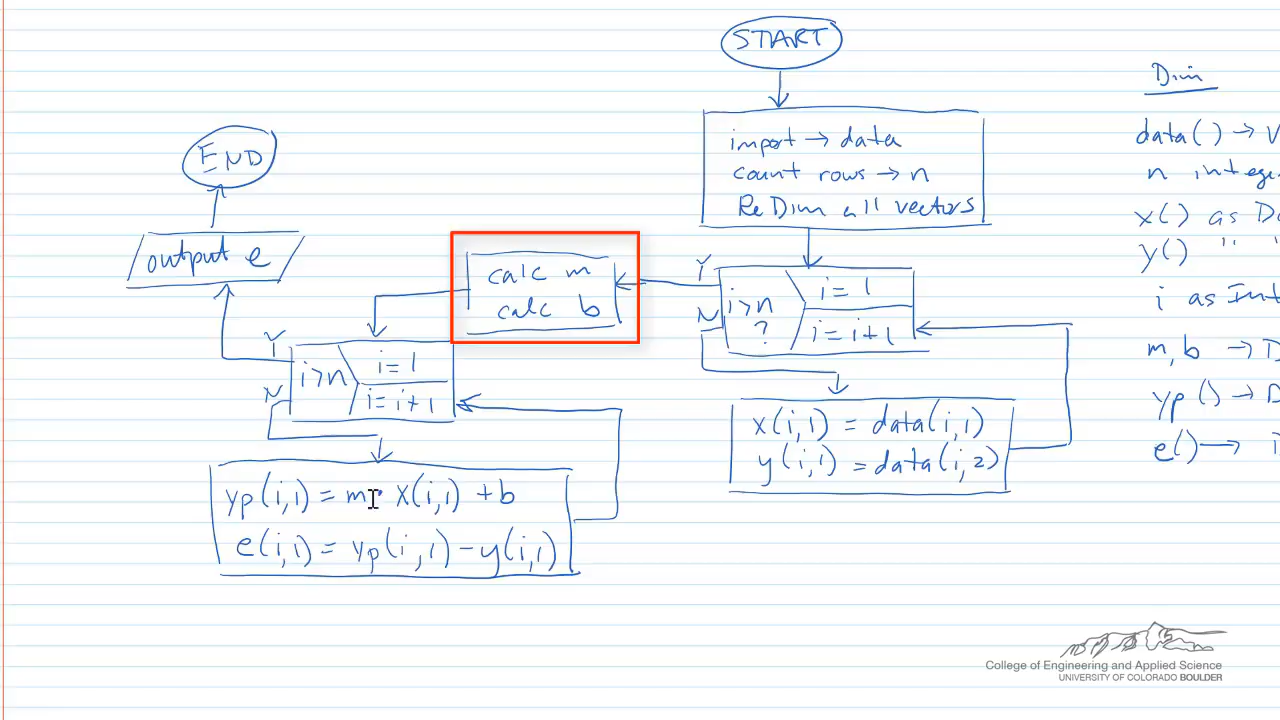 START
import → data
count rows → n
ReDim all vectors
i>n
?
i = 1
i = i+1
Y
N
x(i,1) = data(i,1)
y(i,1) = data(i,2)
calc m
calc b
i>n
i = 1
i = i+1
Y
N
yp(i,1) = m· X(i,1) + b
e(i,1) = yp(i,1) - y(i,1)
output e
END
Dim
data( ) →
n
x( ) as
y( ) " "
i as
m, b →
yp ( ) →
e( ) →
College of Engineering and Applied Science
UNIVERSITY OF COLORADO BOULDER